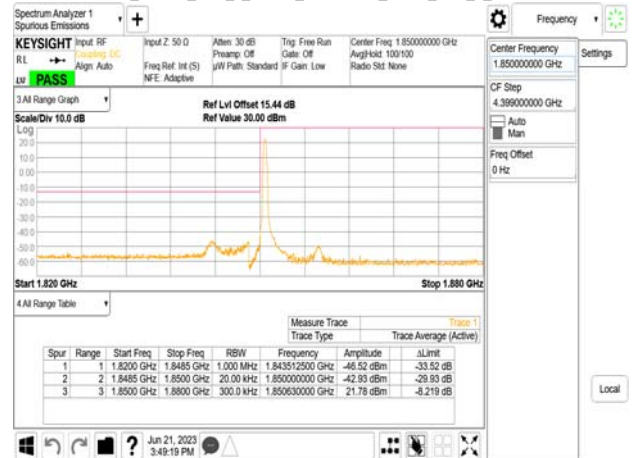 Spectrum Analyzer 1
Spurious Emissions
Frequency
KEYSIGHT
RL
PASS
Input: RF
Coupling: DC
Align: Auto
Input Z: 50 Ω
Freq Ref: Int (S)
NFE: Adaptive
Atten: 30 dB
Preamp: Off
µW Path: Standard
Trig: Free Run
Gate: Off
IF Gain: Low
Center Freq: 1.850000000 GHz
Avg|Hold: 100/100
Radio Std: None
Center Frequency
1.850000000 GHz
Settings
CF Step
4.399000000 GHz
Auto
Man
Freq Offset
0 Hz
Local
3 All Range Graph
Scale/Div 10.0 dB
Ref Lvl Offset 15.44 dB
Ref Value 30.00 dBm
Log
20.0
10.0
0.00
-10.0
-20.0
-30.0
-40.0
-50.0
-60.0
Start 1.820 GHz
Stop 1.880 GHz
4 All Range Table
Measure Trace Trace 1
Trace Type Trace Average (Active)
Spur Range Start Freq Stop Freq RBW Frequency Amplitude ΔLimit
1 1 1.8200 GHz 1.8485 GHz 1.000 MHz 1.843512500 GHz -46.52 dBm -33.52 dB
2 2 1.8485 GHz 1.8500 GHz 20.00 kHz 1.850000000 GHz -42.93 dBm -29.93 dB
3 3 1.8500 GHz 1.8800 GHz 300.0 kHz 1.850630000 GHz 21.78 dBm -8.219 dB
Jun 21, 2023
3:49:19 PM